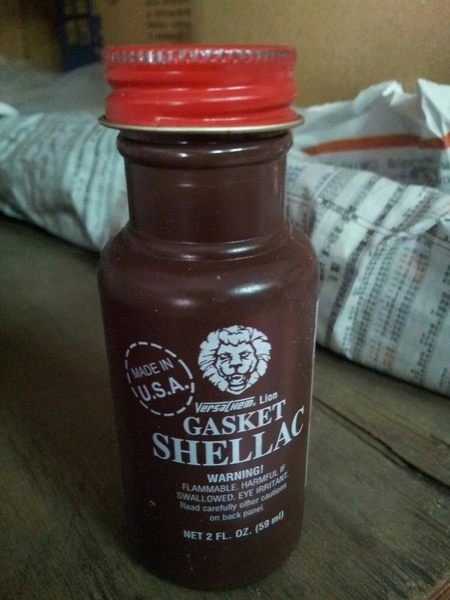 MADE IN
U.S.A.
VersaChem® Lion
GASKET
SHELLAC
WARNING!
FLAMMABLE. HARMFUL IF
SWALLOWED. EYE IRRITANT.
Read carefully other cautions
on back panel.
NET 2 FL. OZ. (59 ml)